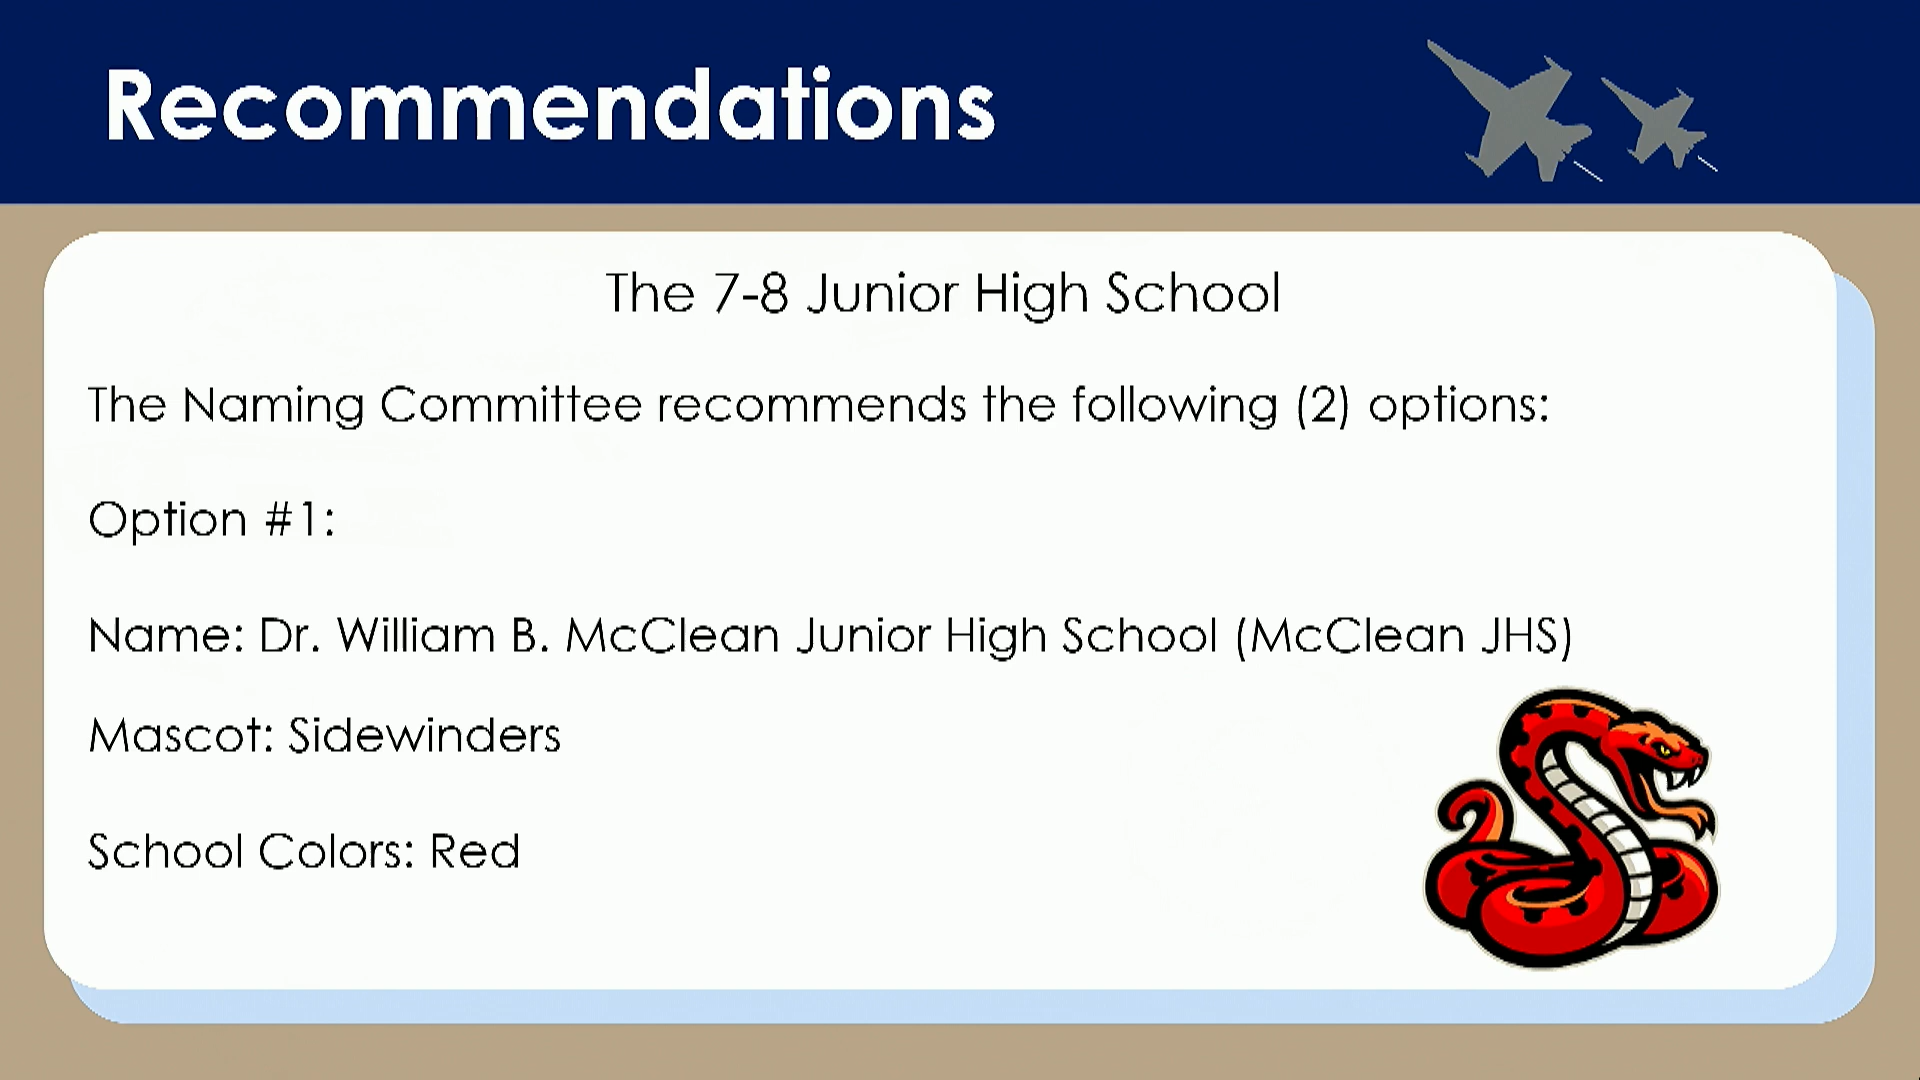 Recommendations
The 7-8 Junior High School
The Naming Committee recommends the following (2) options:
Option #1:
Name: Dr. William B. McClean Junior High School (McClean JHS)
Mascot: Sidewinders
School Colors: Red